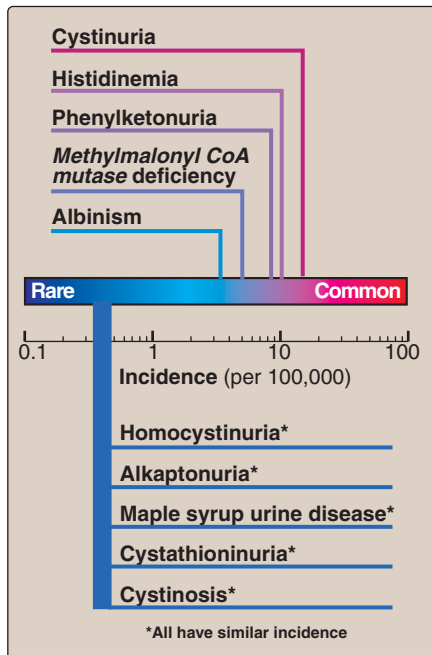 Cystinuria
Histidinemia
Phenylketonuria
Methylmalonyl CoA
mutase deficiency
Albinism
Rare Common
0.1 1 10 100
Incidence (per 100,000)
Homocystinuria*
Alkaptonuria*
Maple syrup urine disease*
Cystathioninuria*
Cystinosis*
*All have similar incidence